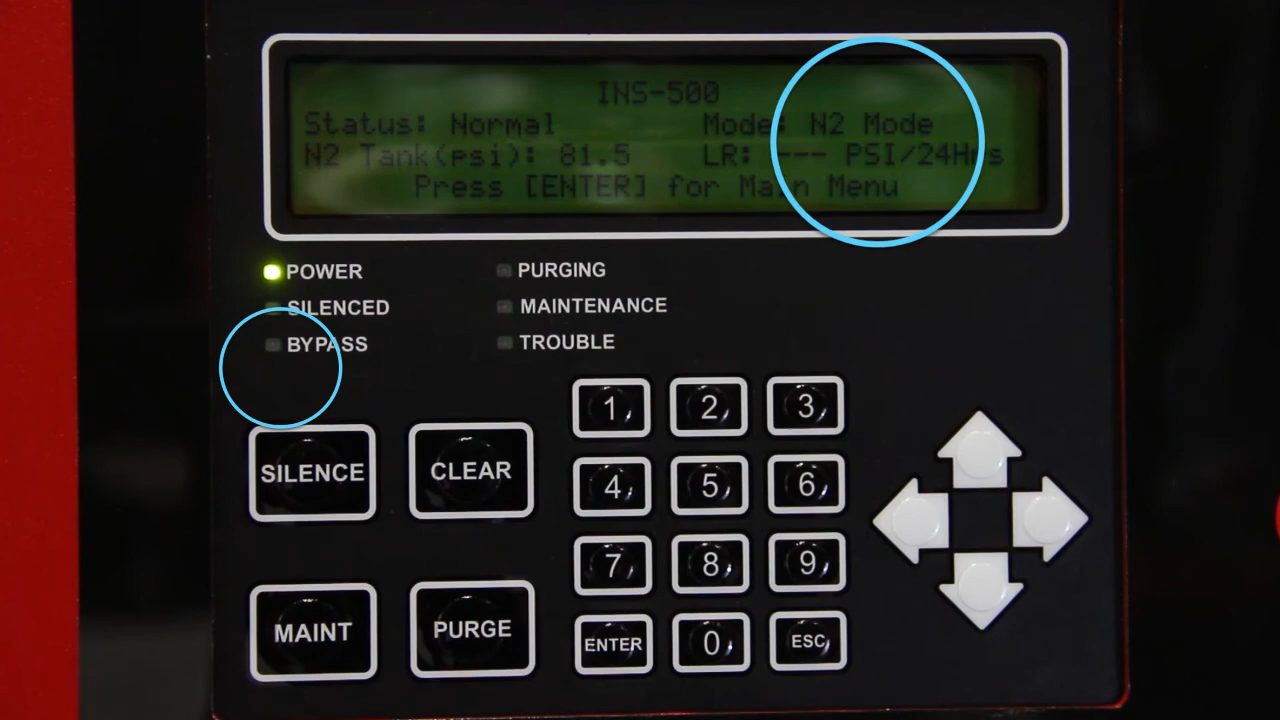 INS-500
Status: Normal Mode: N2 Mode
N2 Tank(psi): 81.5 LR: --- PSI/24Hrs
Press [ENTER] for Main Menu
POWER PURGING
SILENCED MAINTENANCE
BYPASS TROUBLE
1 2 3
SILENCE CLEAR
4 5 6
7 8 9
MAINT PURGE
ENTER 0 ESC